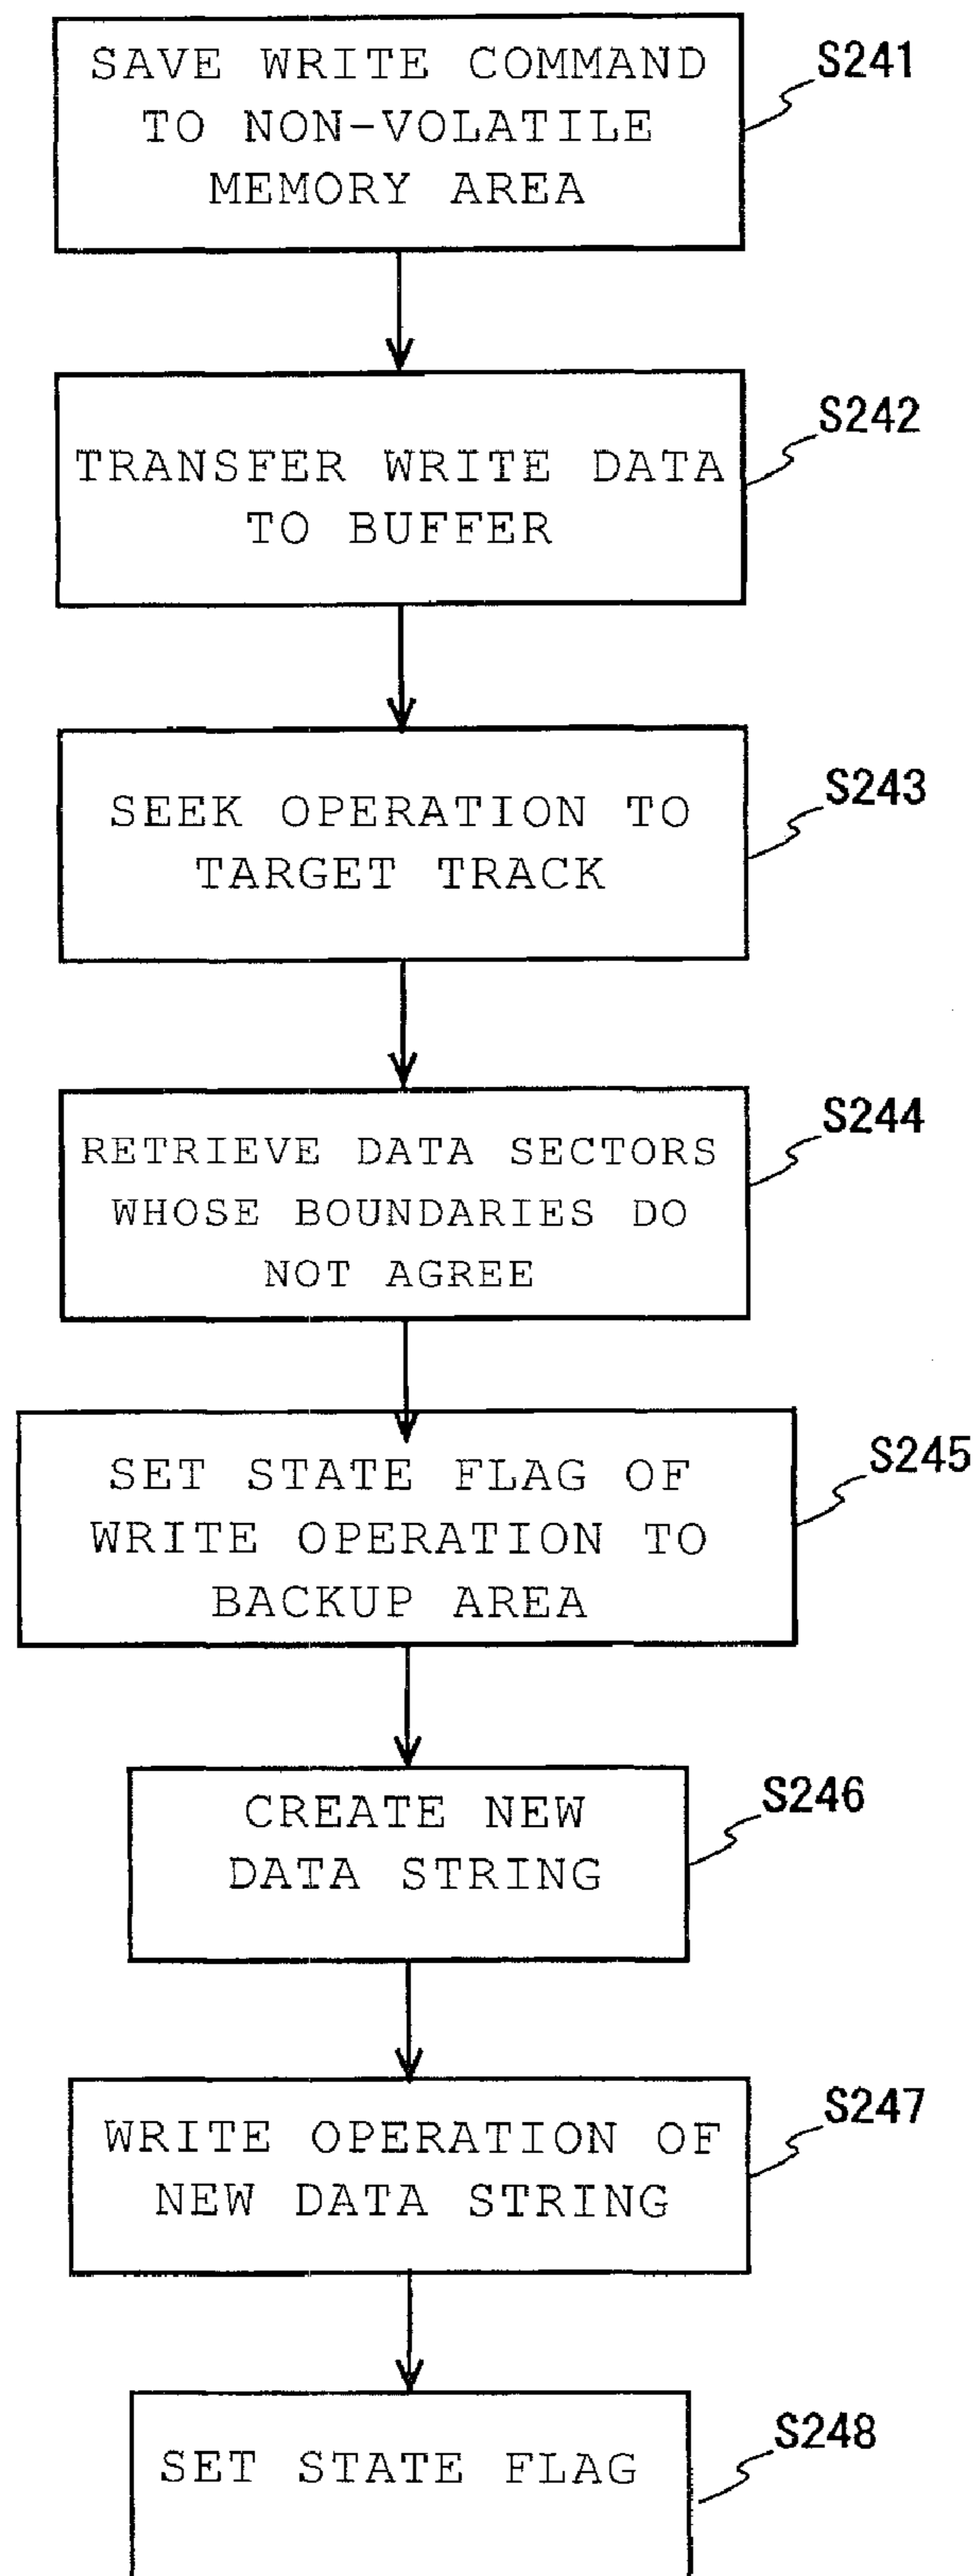 SAVE WRITE COMMAND
TO NON-VOLATILE
MEMORY AREA
S241
TRANSFER WRITE DATA
TO BUFFER
S242
SEEK OPERATION TO
TARGET TRACK
S243
RETRIEVE DATA SECTORS
WHOSE BOUNDARIES DO
NOT AGREE
S244
SET STATE FLAG OF
WRITE OPERATION TO
BACKUP AREA
S245
CREATE NEW
DATA STRING
S246
WRITE OPERATION OF
NEW DATA STRING
S247
SET STATE FLAG
S248